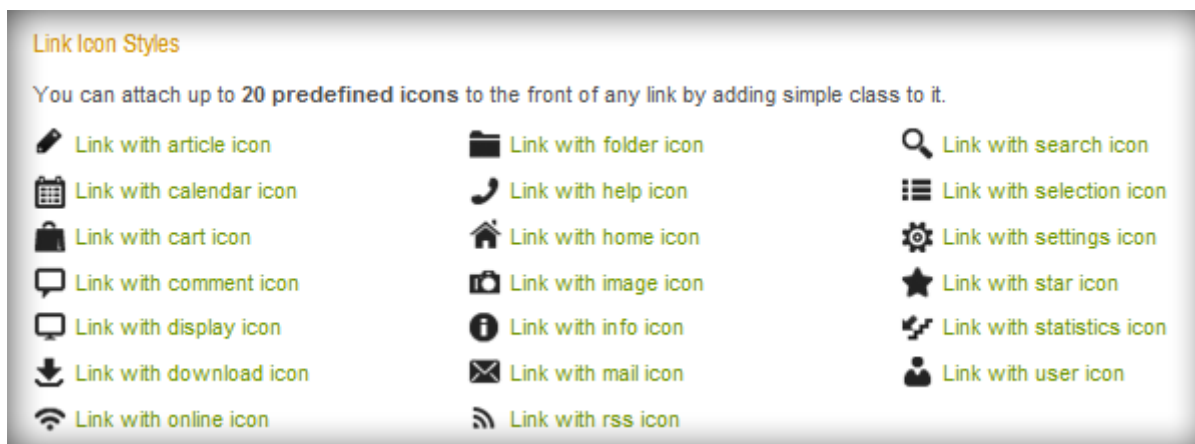 Link Icon Styles
You can attach up to 20 predefined icons to the front of any link by adding simple class to it.
Link with article icon
Link with calendar icon
Link with cart icon
Link with comment icon
Link with display icon
Link with download icon
Link with online icon
Link with folder icon
Link with help icon
Link with home icon
Link with image icon
Link with info icon
Link with mail icon
Link with rss icon
Link with search icon
Link with selection icon
Link with settings icon
Link with star icon
Link with statistics icon
Link with user icon